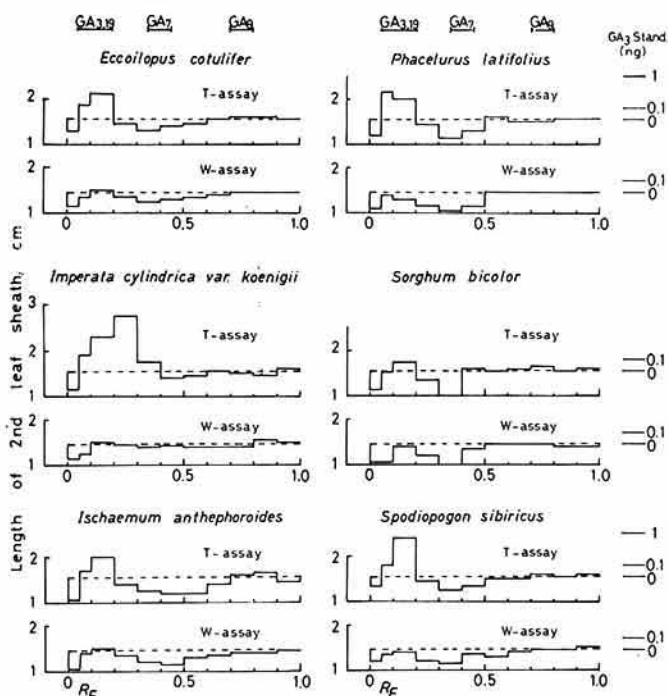 GA3,19 GA7 GA9 GA3,19 GA7 GA9 GA3 Stand.
(ng)
Eccoilopus cotulifer Phacelurus latifolius
T-assay T-assay
2 2 1
0.1
0
1 1
W-assay W-assay
2 2
0.1
0
1 1
0 0.5 1.0 0 0.5 1.0
Imperata cylindrica var. koenigii Sorghum bicolor
3
T-assay T-assay
2 2
0.1
0
1 1
W-assay W-assay
2 2
0.1
0
1 1
0 0.5 1.0 0 0.5 1.0
Ischaemum anthephoroides Spodiopogon sibiricus
T-assay T-assay
2 2 1
0.1
0
1 1
W-assay W-assay
2 2
0.1
0
1 1
0 RF 0.5 1.0 0 RF 0.5 1.0
Length of 2nd leaf sheath, cm